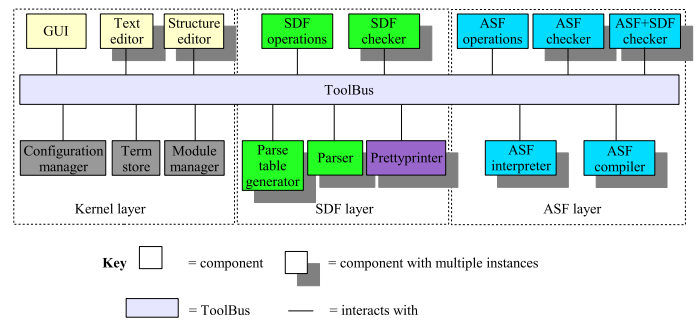 GUI
Text
editor
Structure
editor
SDF
operations
SDF
checker
ASF
operations
ASF
checker
ASF+SDF
checker
ToolBus
Configuration
manager
Term
store
Module
manager
Parse
table
generator
Parser
Prettyprinter
ASF
interpreter
ASF
compiler
Kernel layer
SDF layer
ASF layer
Key
= component
= component with multiple instances
= ToolBus
= interacts with